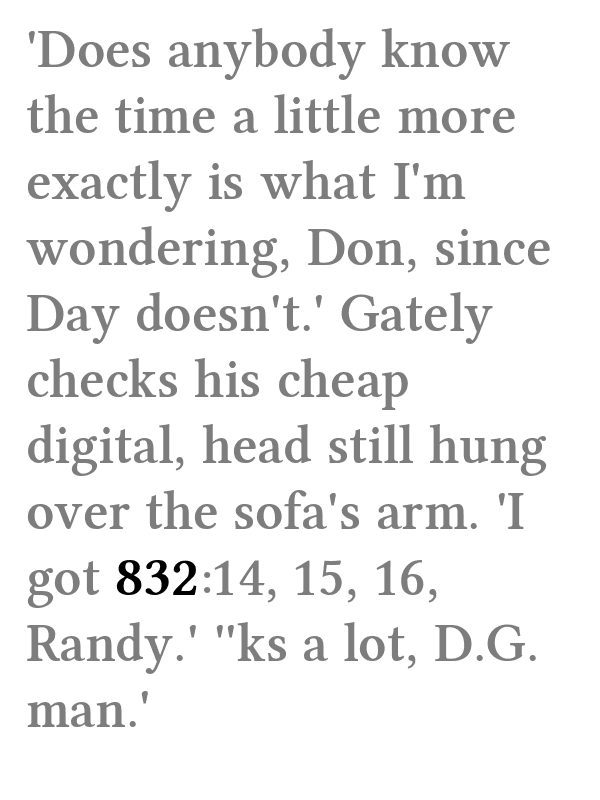 'Does anybody know
the time a little more
exactly is what I'm
wondering, Don, since
Day doesn't.' Gately
checks his cheap
digital, head still hung
over the sofa's arm. 'I
got 832:14, 15, 16,
Randy.' ''ks a lot, D.G.
man.'